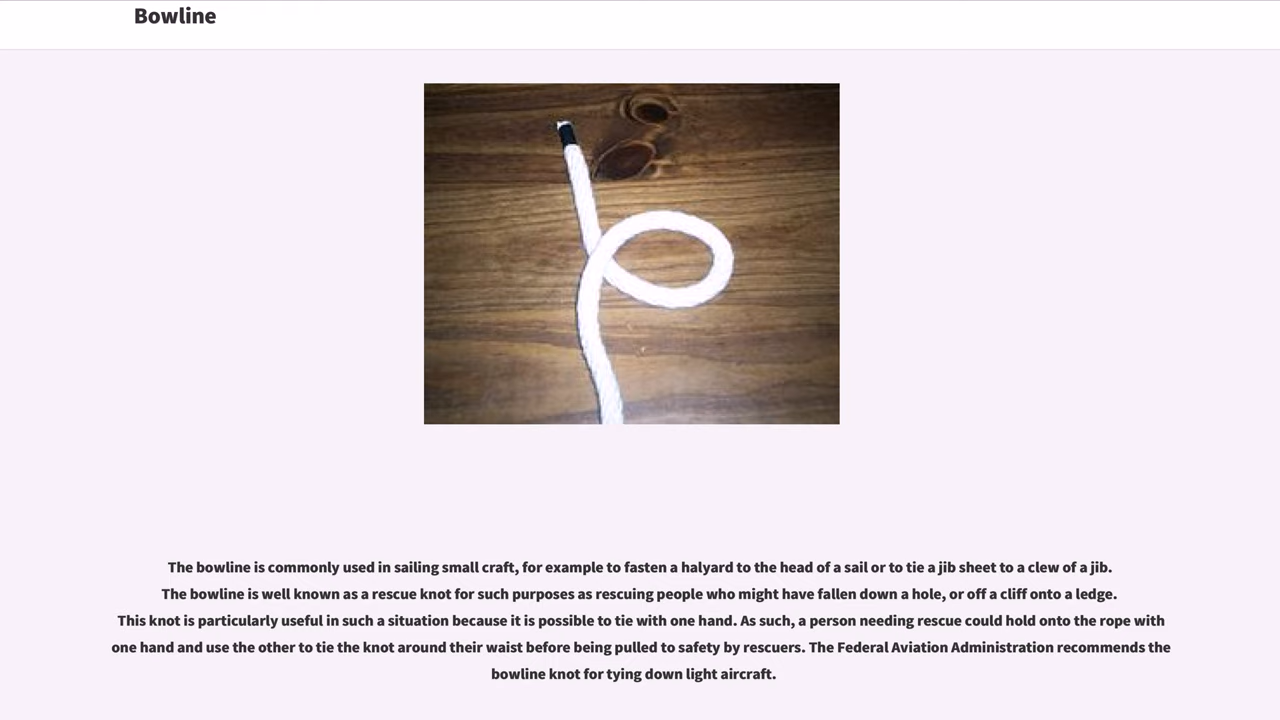 Bowline
The bowline is commonly used in sailing small craft, for example to fasten a halyard to the head of a sail or to tie a jib sheet to a clew of a jib.
The bowline is well known as a rescue knot for such purposes as rescuing people who might have fallen down a hole, or off a cliff onto a ledge.
This knot is particularly useful in such a situation because it is possible to tie with one hand. As such, a person needing rescue could hold onto the rope with
one hand and use the other to tie the knot around their waist before being pulled to safety by rescuers. The Federal Aviation Administration recommends the
bowline knot for tying down light aircraft.